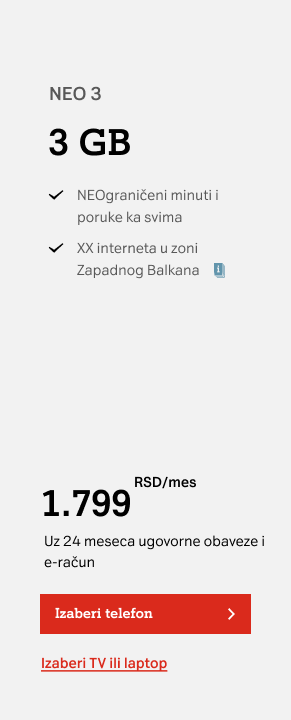 NEO 3
3 GB
NEOgraničeni minuti i
poruke ka svima
XX interneta u zoni
Zapadnog Balkana
RSD/mes
1.799
Uz 24 meseca ugovorne obaveze i
e-račun
Izaberi telefon
Izaberi TV ili laptop